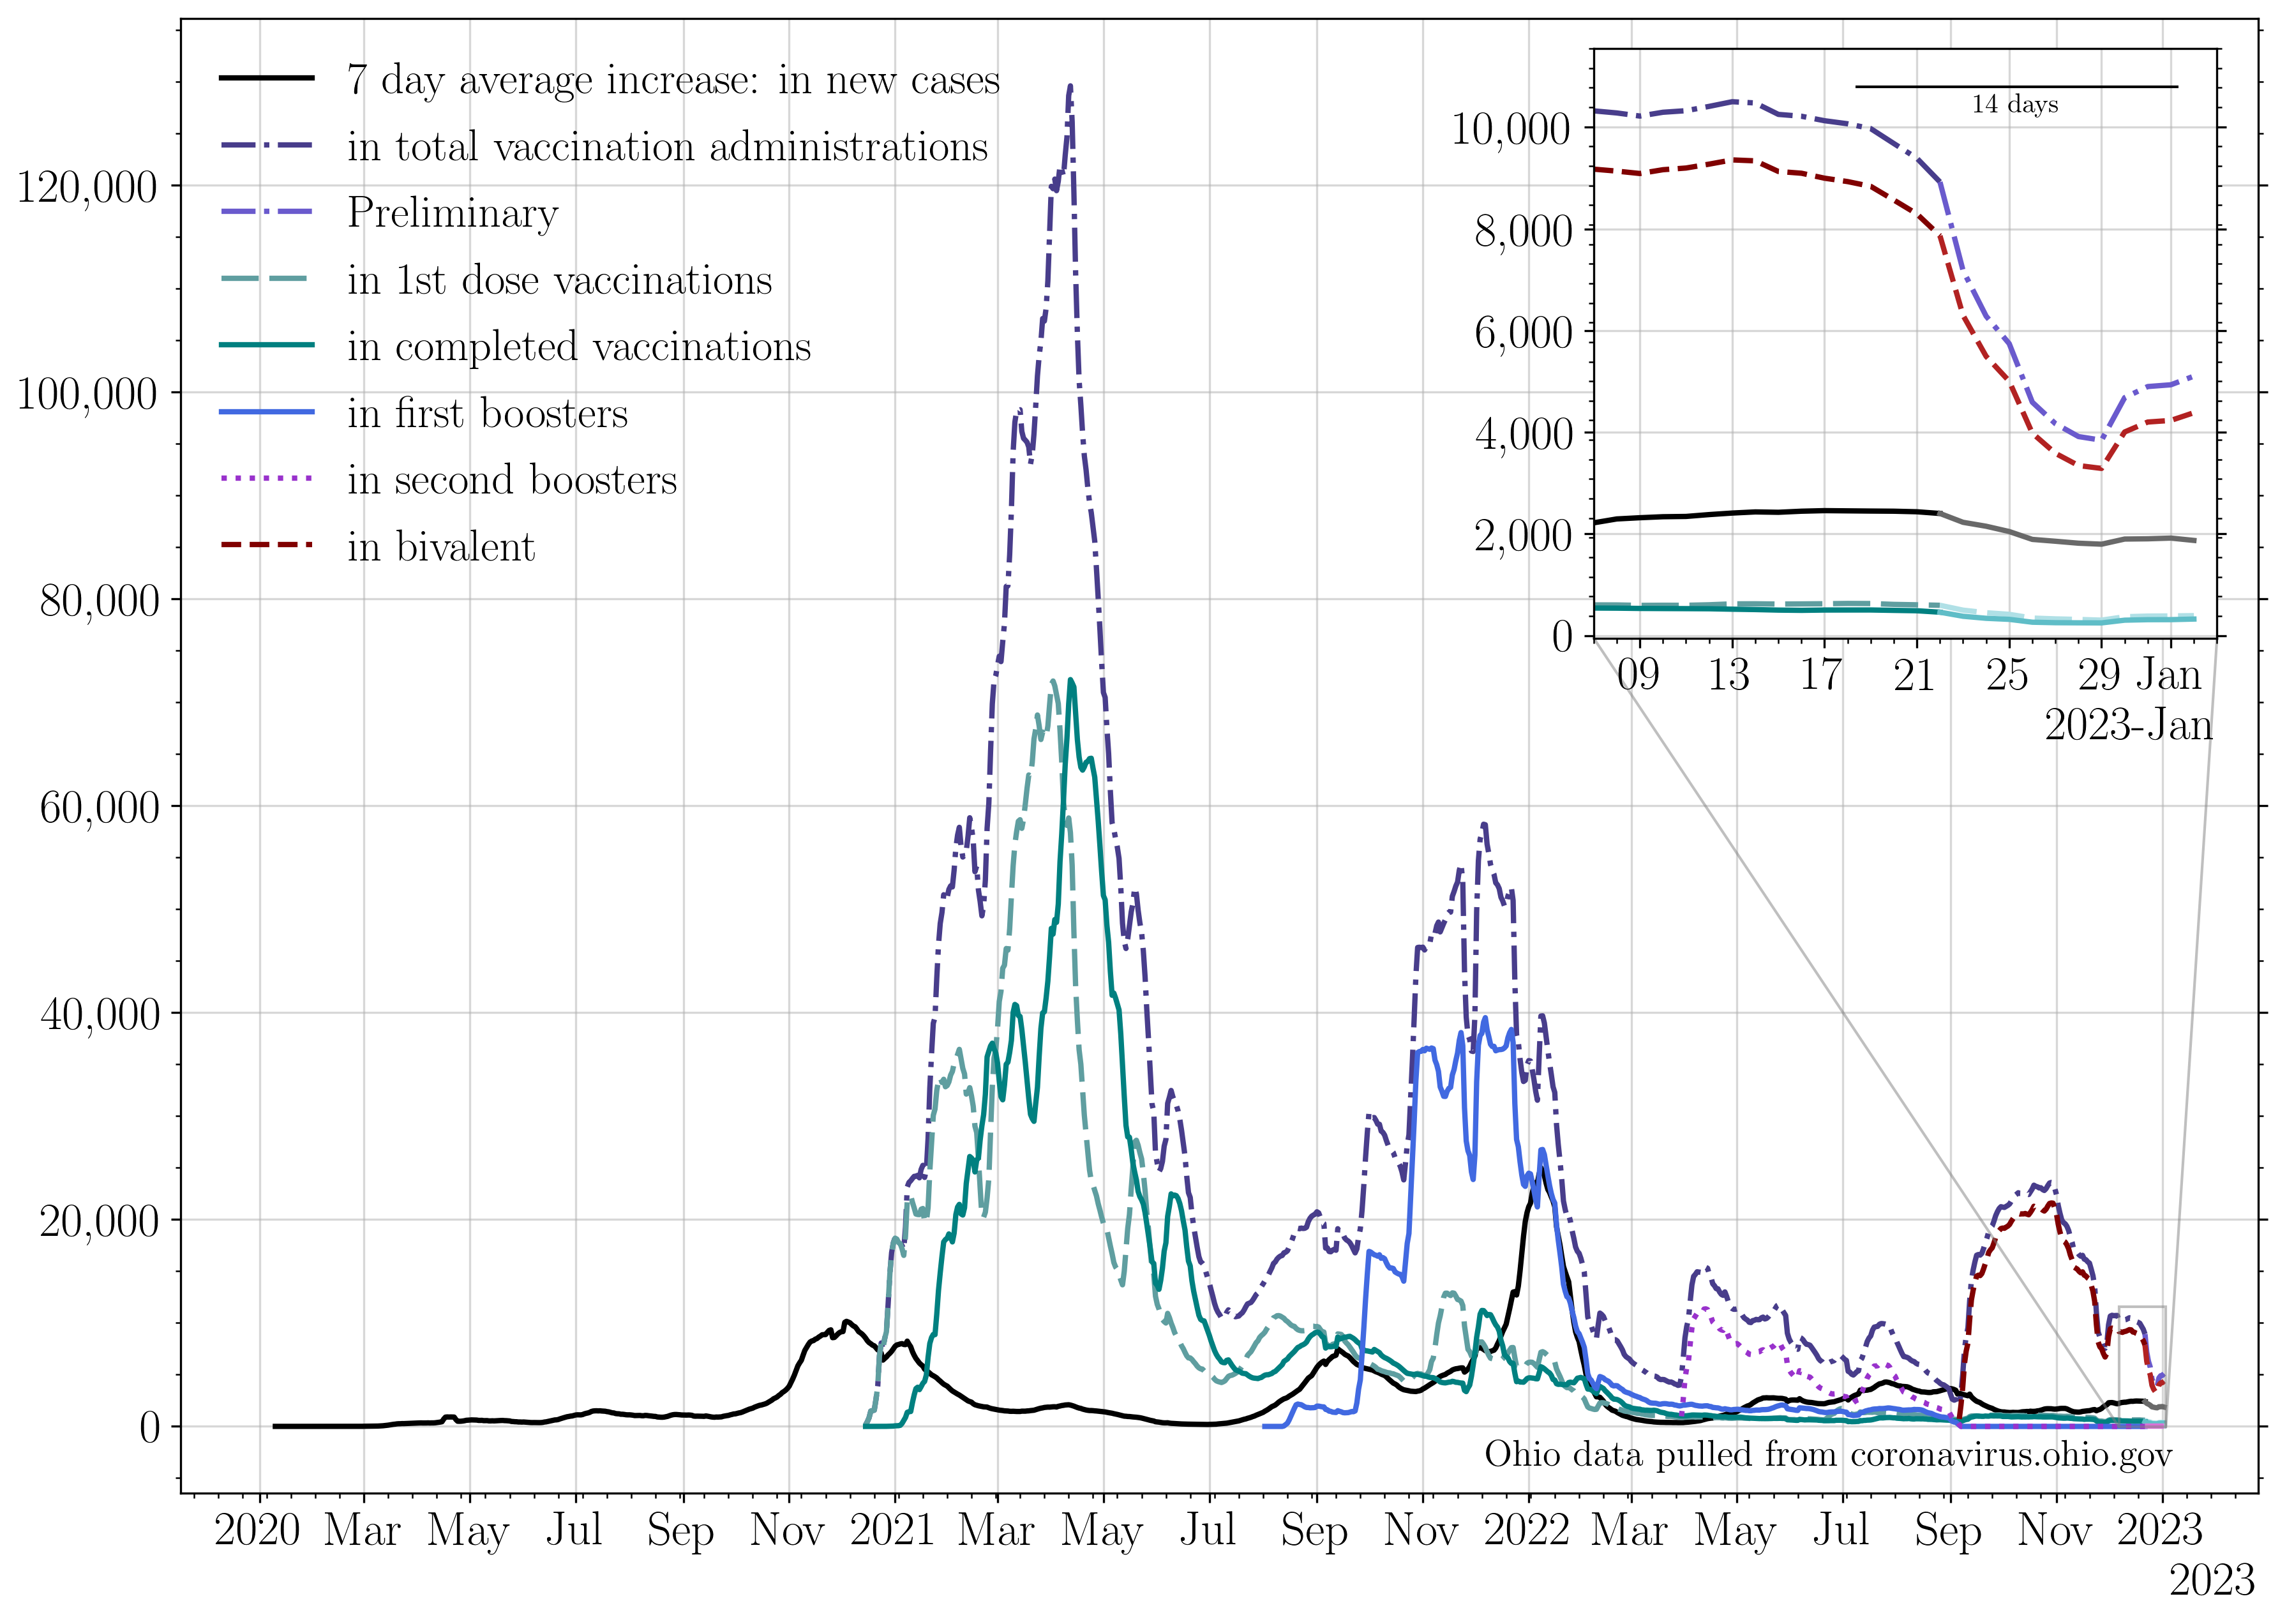 7 day average increase: in new cases
in total vaccination administrations
Preliminary
in 1st dose vaccinations
in completed vaccinations
in first boosters
in second boosters
in bivalent
120,000
100,000
80,000
60,000
40,000
20,000
0
14 days
10,000
8,000
6,000
4,000
2,000
0
09 13 17 21 25 29 Jan
2023-Jan
Ohio data pulled from coronavirus.ohio.gov
2020 Mar May Jul Sep Nov 2021 Mar May Jul Sep Nov 2022 Mar May Jul Sep Nov 2023
2023